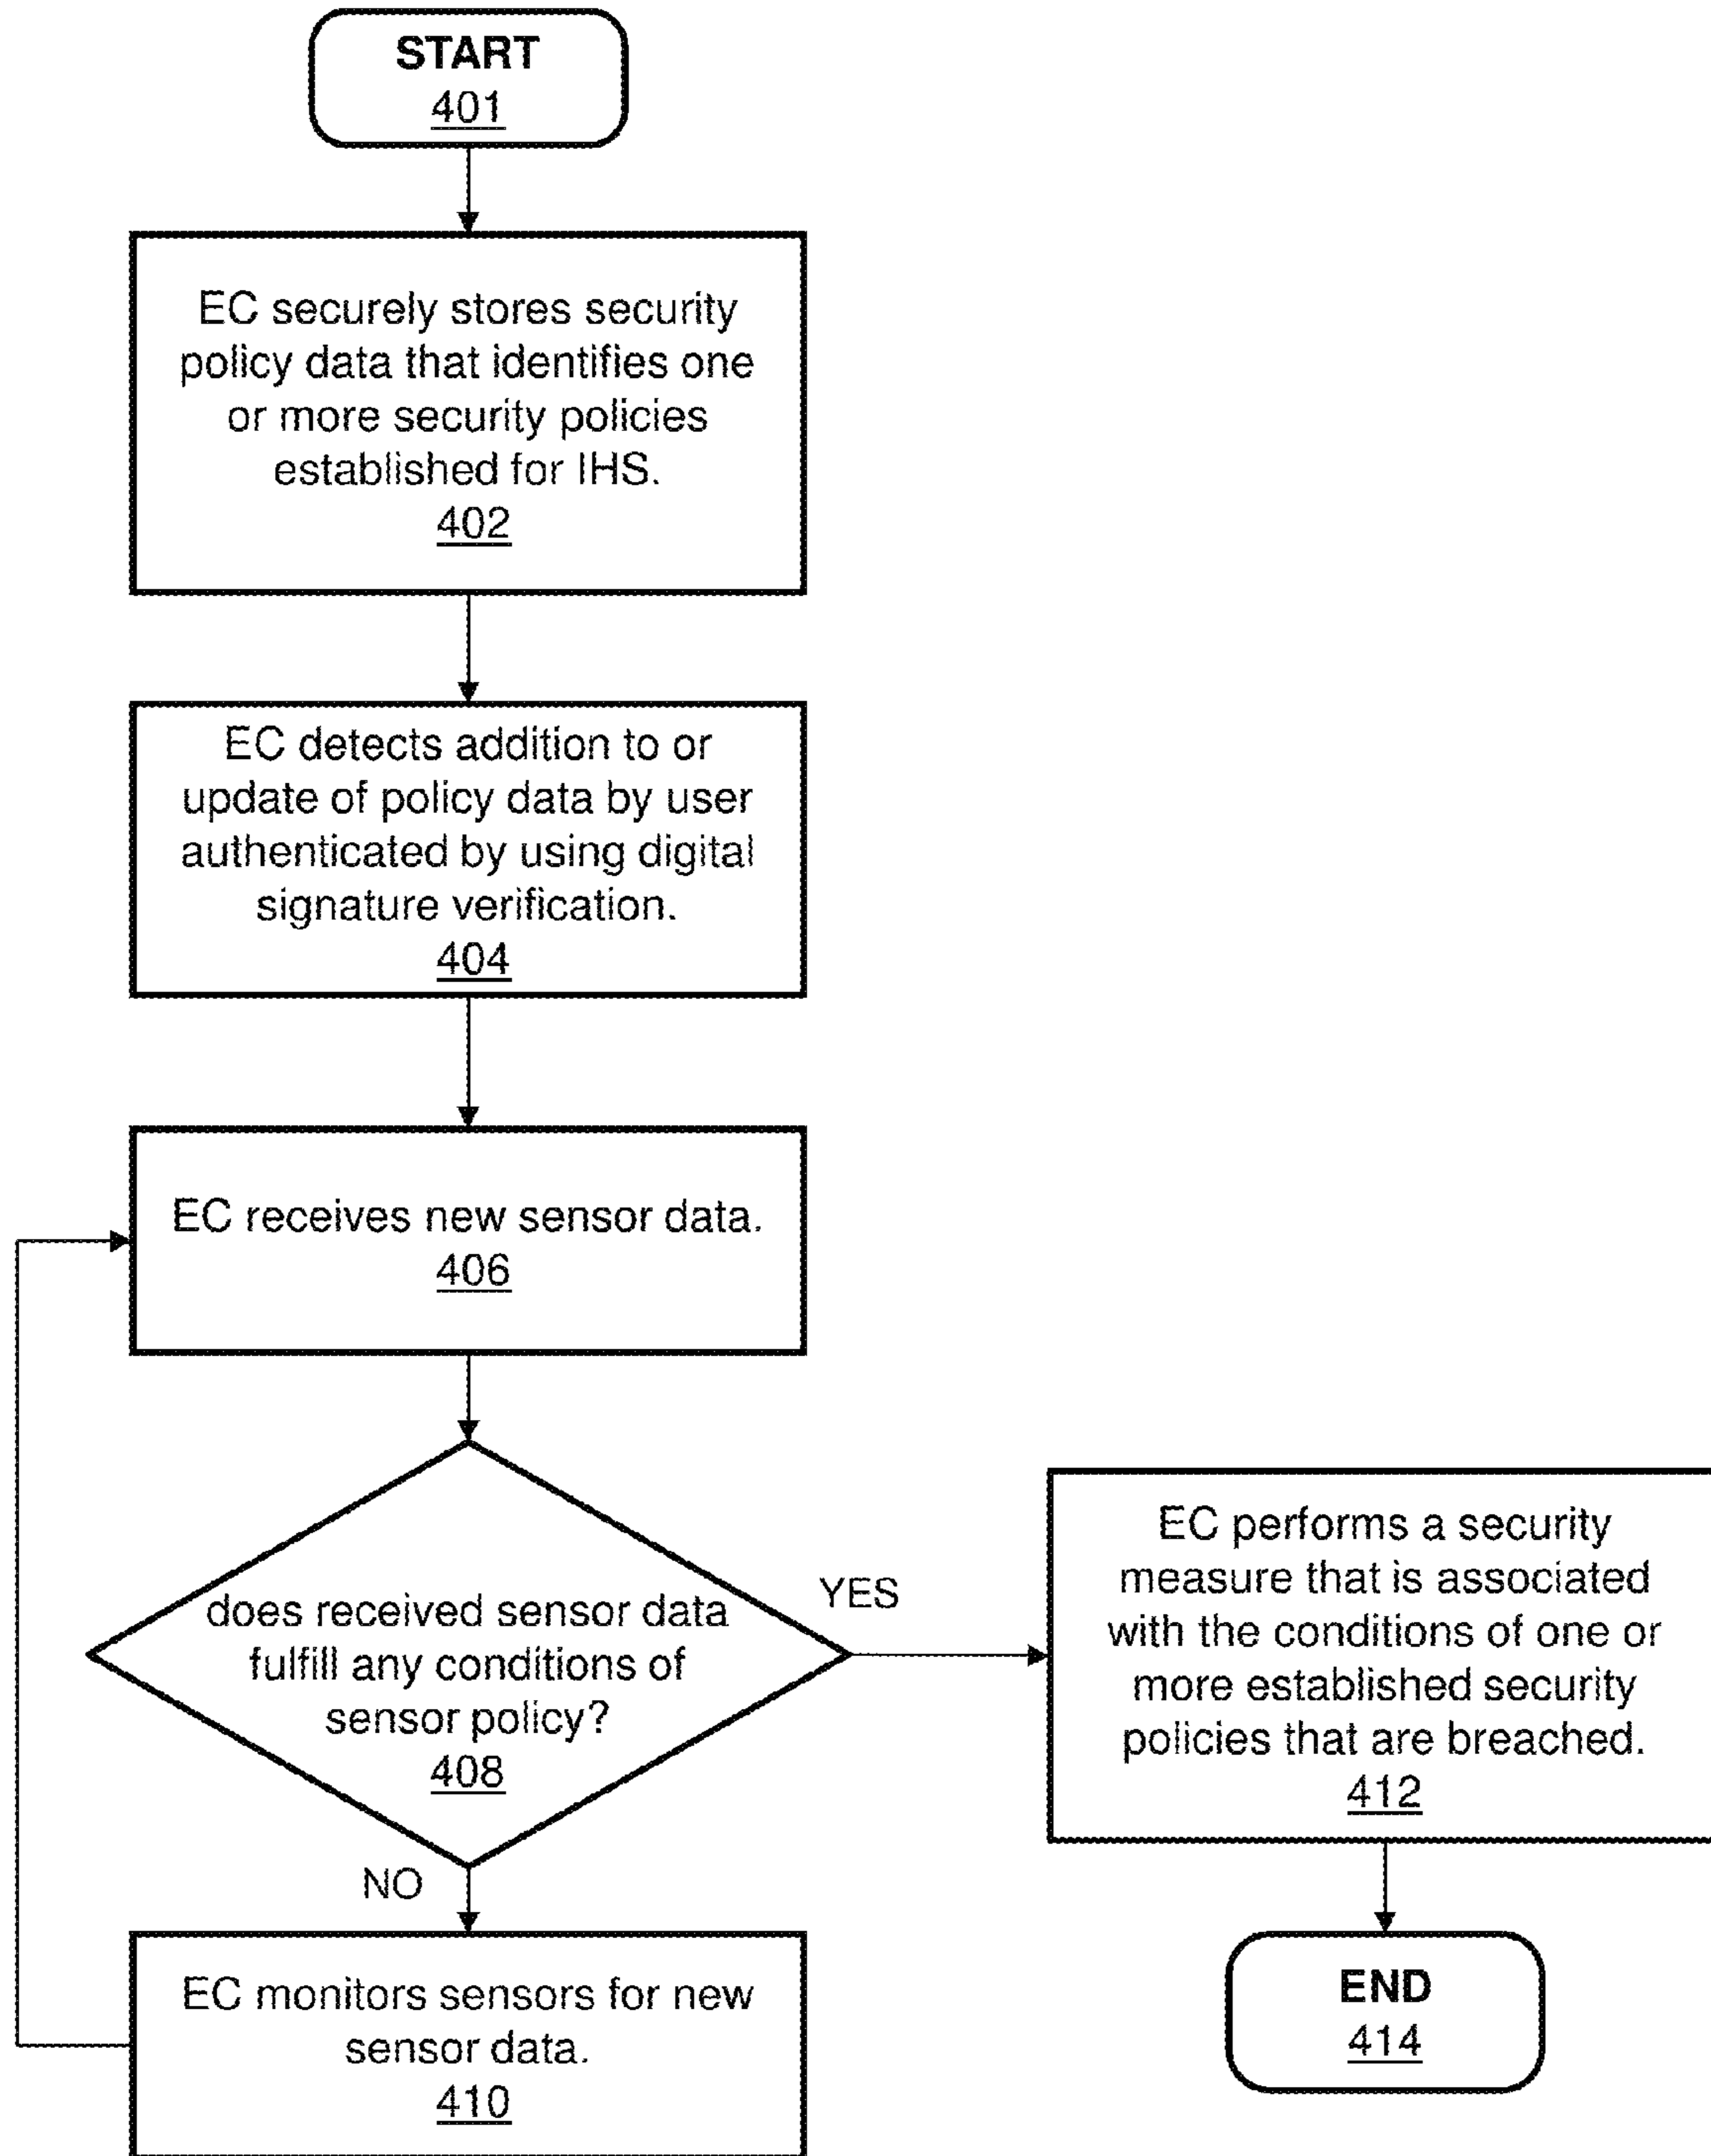 START
401
EC securely stores security
policy data that identifies one
or more security policies
established for IHS.
402
EC detects addition to or
update of policy data by user
authenticated by using digital
signature verification.
404
EC receives new sensor data.
406
does received sensor data
fulfill any conditions of
sensor policy?
408
YES
NO
EC monitors sensors for new
sensor data.
410
EC performs a security
measure that is associated
with the conditions of one or
more established security
policies that are breached.
412
END
414